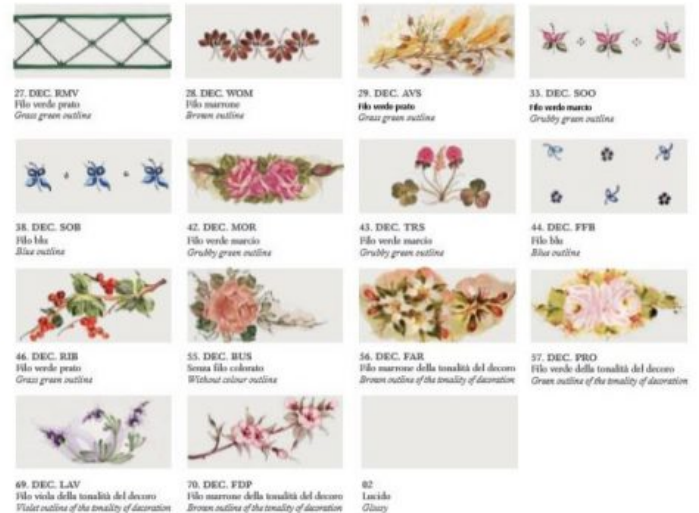 27. DEC. RMV
Filo verde prato
Grass green outline
28. DEC. WOM
Filo marrone
Brown outline
29. DEC. AVS
Filo verde prato
Grass green outline
33. DEC. SOO
Filo verde marcio
Grubby green outline
38. DEC. SOB
Filo blu
Blue outline
42. DEC. MOR
Filo verde marcio
Grubby green outline
43. DEC. TRS
Filo verde marcio
Grubby green outline
44. DEC. FFB
Filo blu
Blue outline
46. DEC. RIB
Filo verde prato
Grass green outline
55. DEC. BUS
Senza filo colorato
Without colour outline
56. DEC. FAR
Filo marrone della tonalità del decoro
Brown outline of the tonality of decoration
57. DEC. PRO
Filo verde della tonalità del decoro
Green outline of the tonality of decoration
69. DEC. LAV
Filo viola della tonalità del decoro
Violet outline of the tonality of decoration
70. DEC. FDP
Filo marrone della tonalità del decoro
Brown outline of the tonality of decoration
02
Lucido
Glossy